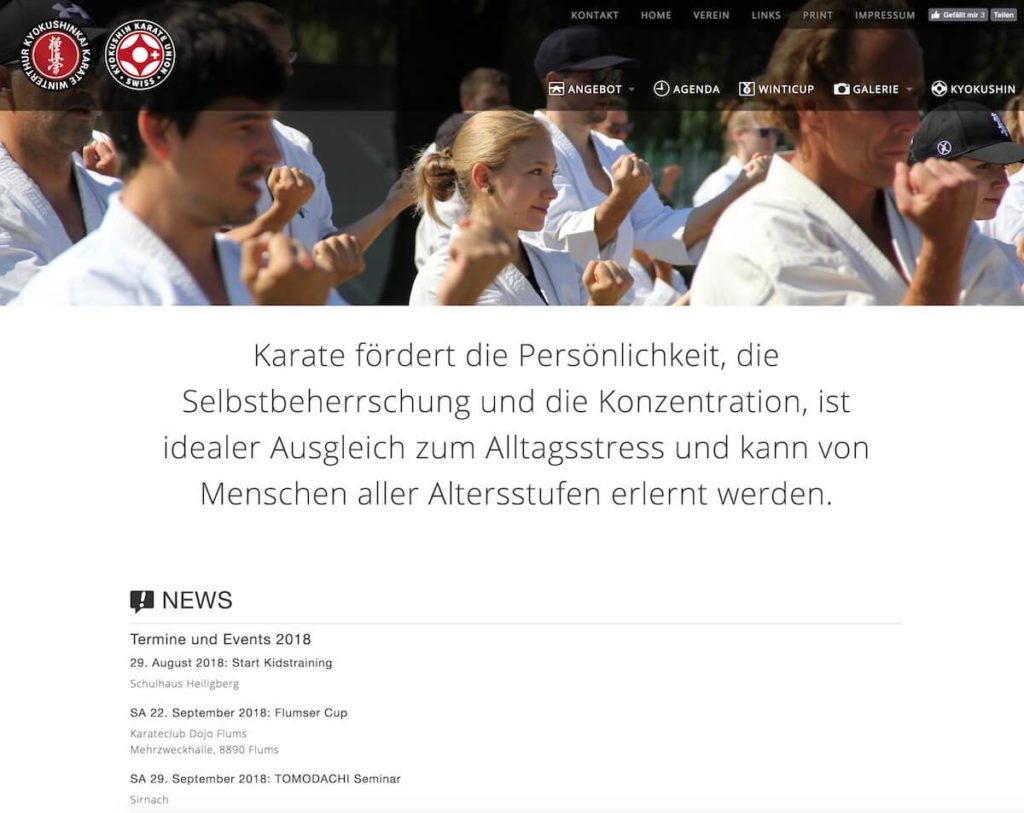 KONTAKT HOME VEREIN LINKS PRINT IMPRESSUM Gefällt mir 3 Teilen
WINTERTHUR KYOKUSHINKAI KARATE
極真会
KYOKUSHIN KARATE UNION
SWISS
ANGEBOT AGENDA WINTICUP GALERIE KYOKUSHIN
Karate fördert die Persönlichkeit, die
Selbstbeherrschung und die Konzentration, ist
idealer Ausgleich zum Alltagsstress und kann von
Menschen aller Altersstufen erlernt werden.
NEWS
Termine und Events 2018
29. August 2018: Start Kidstraining
Schulhaus Heiligberg
SA 22. September 2018: Flumser Cup
Karateclub Dojo Flums
Mehrzweckhalle, 8890 Flums
SA 29. September 2018: TOMODACHI Seminar
Sirnach